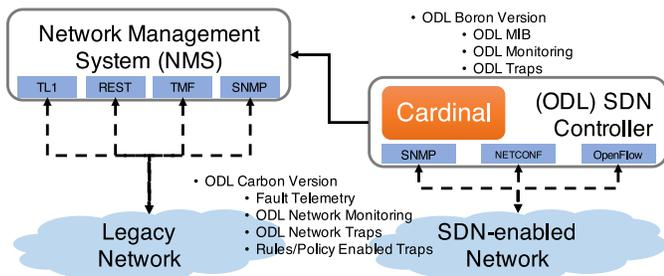 Network Management
System (NMS)
TL1 REST TMF SNMP
• ODL Boron Version
• ODL MIB
• ODL Monitoring
• ODL Traps
Cardinal
(ODL) SDN
Controller
SNMP NETCONF OpenFlow
• ODL Carbon Version
• Fault Telemetry
• ODL Network Monitoring
• ODL Network Traps
• Rules/Policy Enabled Traps
Legacy
Network
SDN-enabled
Network